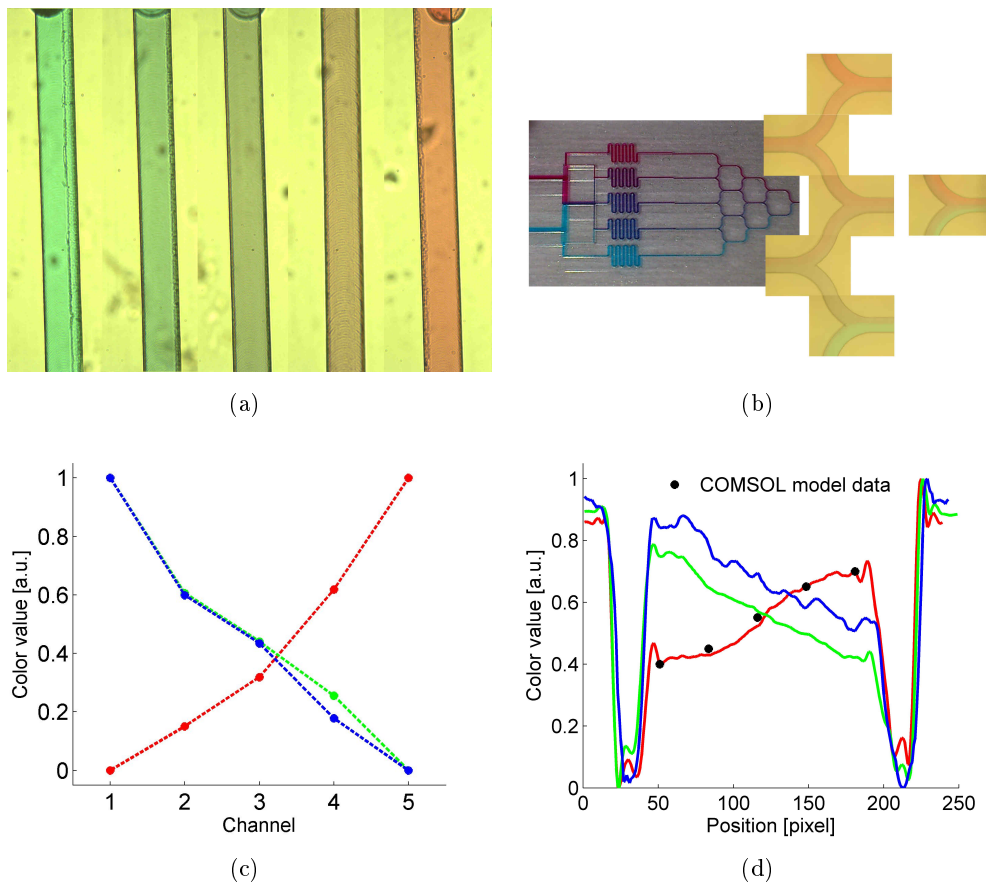 (a)
(b)
Color value [a.u.]
1
0.8
0.6
0.4
0.2
0
1 2 3 4 5
Channel
(c)
COMSOL model data
Color value [a.u.]
1
0.8
0.6
0.4
0.2
0
0 50 100 150 200 250
Position [pixel]
(d)